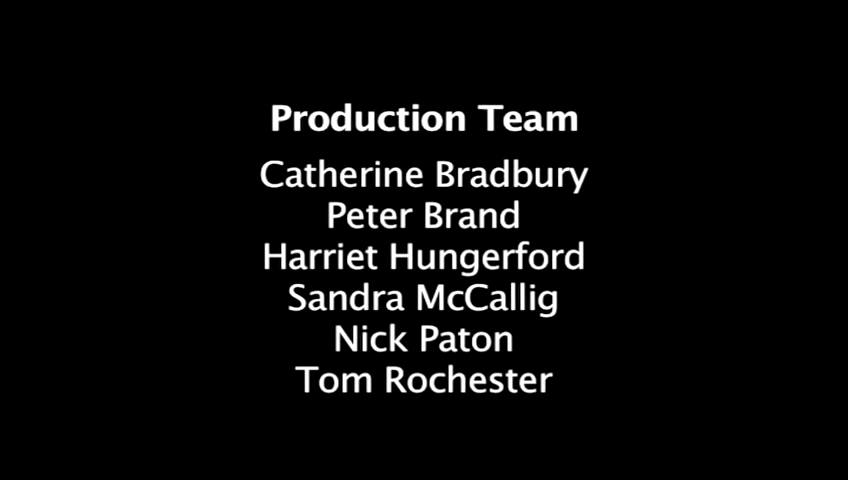 Production Team
Catherine Bradbury
Peter Brand
Harriet Hungerford
Sandra McCallig
Nick Paton
Tom Rochester